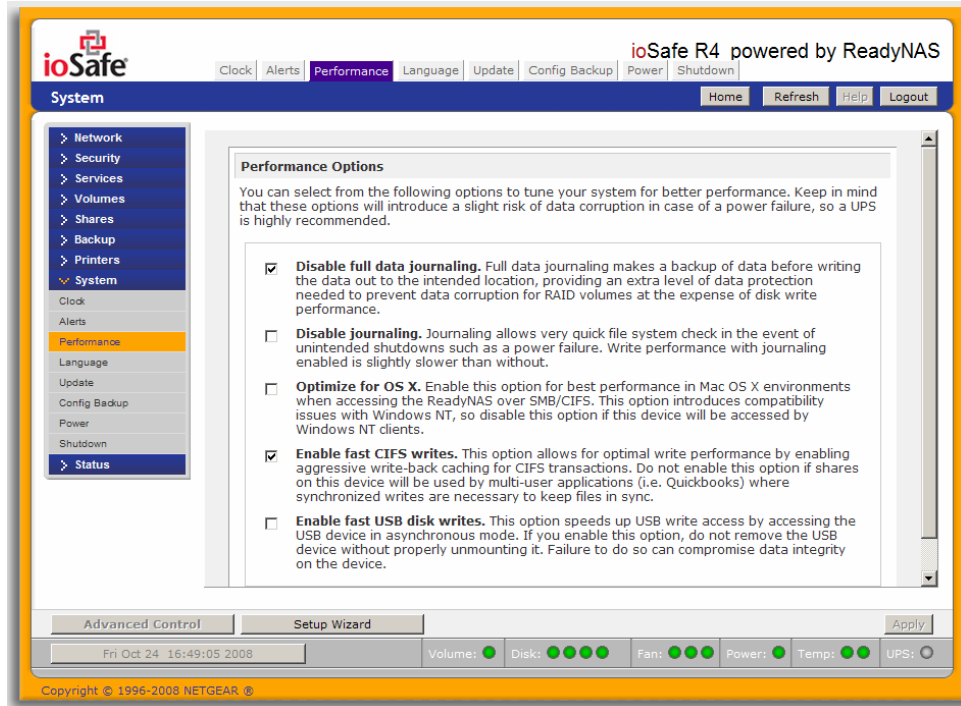 ioSafe
ioSafe R4 powered by ReadyNAS
Clock Alerts Performance Language Update Config Backup Power Shutdown
System
Home Refresh Help Logout
Network
Security
Services
Volumes
Shares
Backup
Printers
System
Clock
Alerts
Performance
Language
Update
Config Backup
Power
Shutdown
Status
Performance Options
You can select from the following options to tune your system for better performance. Keep in mind
that these options will introduce a slight risk of data corruption in case of a power failure, so a UPS
is highly recommended.
Disable full data journaling. Full data journaling makes a backup of data before writing
the data out to the intended location, providing an extra level of data protection
needed to prevent data corruption for RAID volumes at the expense of disk write
performance.
Disable journaling. Journaling allows very quick file system check in the event of
unintended shutdowns such as a power failure. Write performance with journaling
enabled is slightly slower than without.
Optimize for OS X. Enable this option for best performance in Mac OS X environments
when accessing the ReadyNAS over SMB/CIFS. This option introduces compatibility
issues with Windows NT, so disable this option if this device will be accessed by
Windows NT clients.
Enable fast CIFS writes. This option allows for optimal write performance by enabling
aggressive write-back caching for CIFS transactions. Do not enable this option if shares
on this device will be used by multi-user applications (i.e. Quickbooks) where
synchronized writes are necessary to keep files in sync.
Enable fast USB disk writes. This option speeds up USB write access by accessing the
USB device in asynchronous mode. If you enable this option, do not remove the USB
device without properly unmounting it. Failure to do so can compromise data integrity
on the device.
Advanced Control Setup Wizard Apply
Fri Oct 24 16:49:05 2008 Volume: Disk: Fan: Power: Temp: UPS:
Copyright © 1996-2008 NETGEAR ®